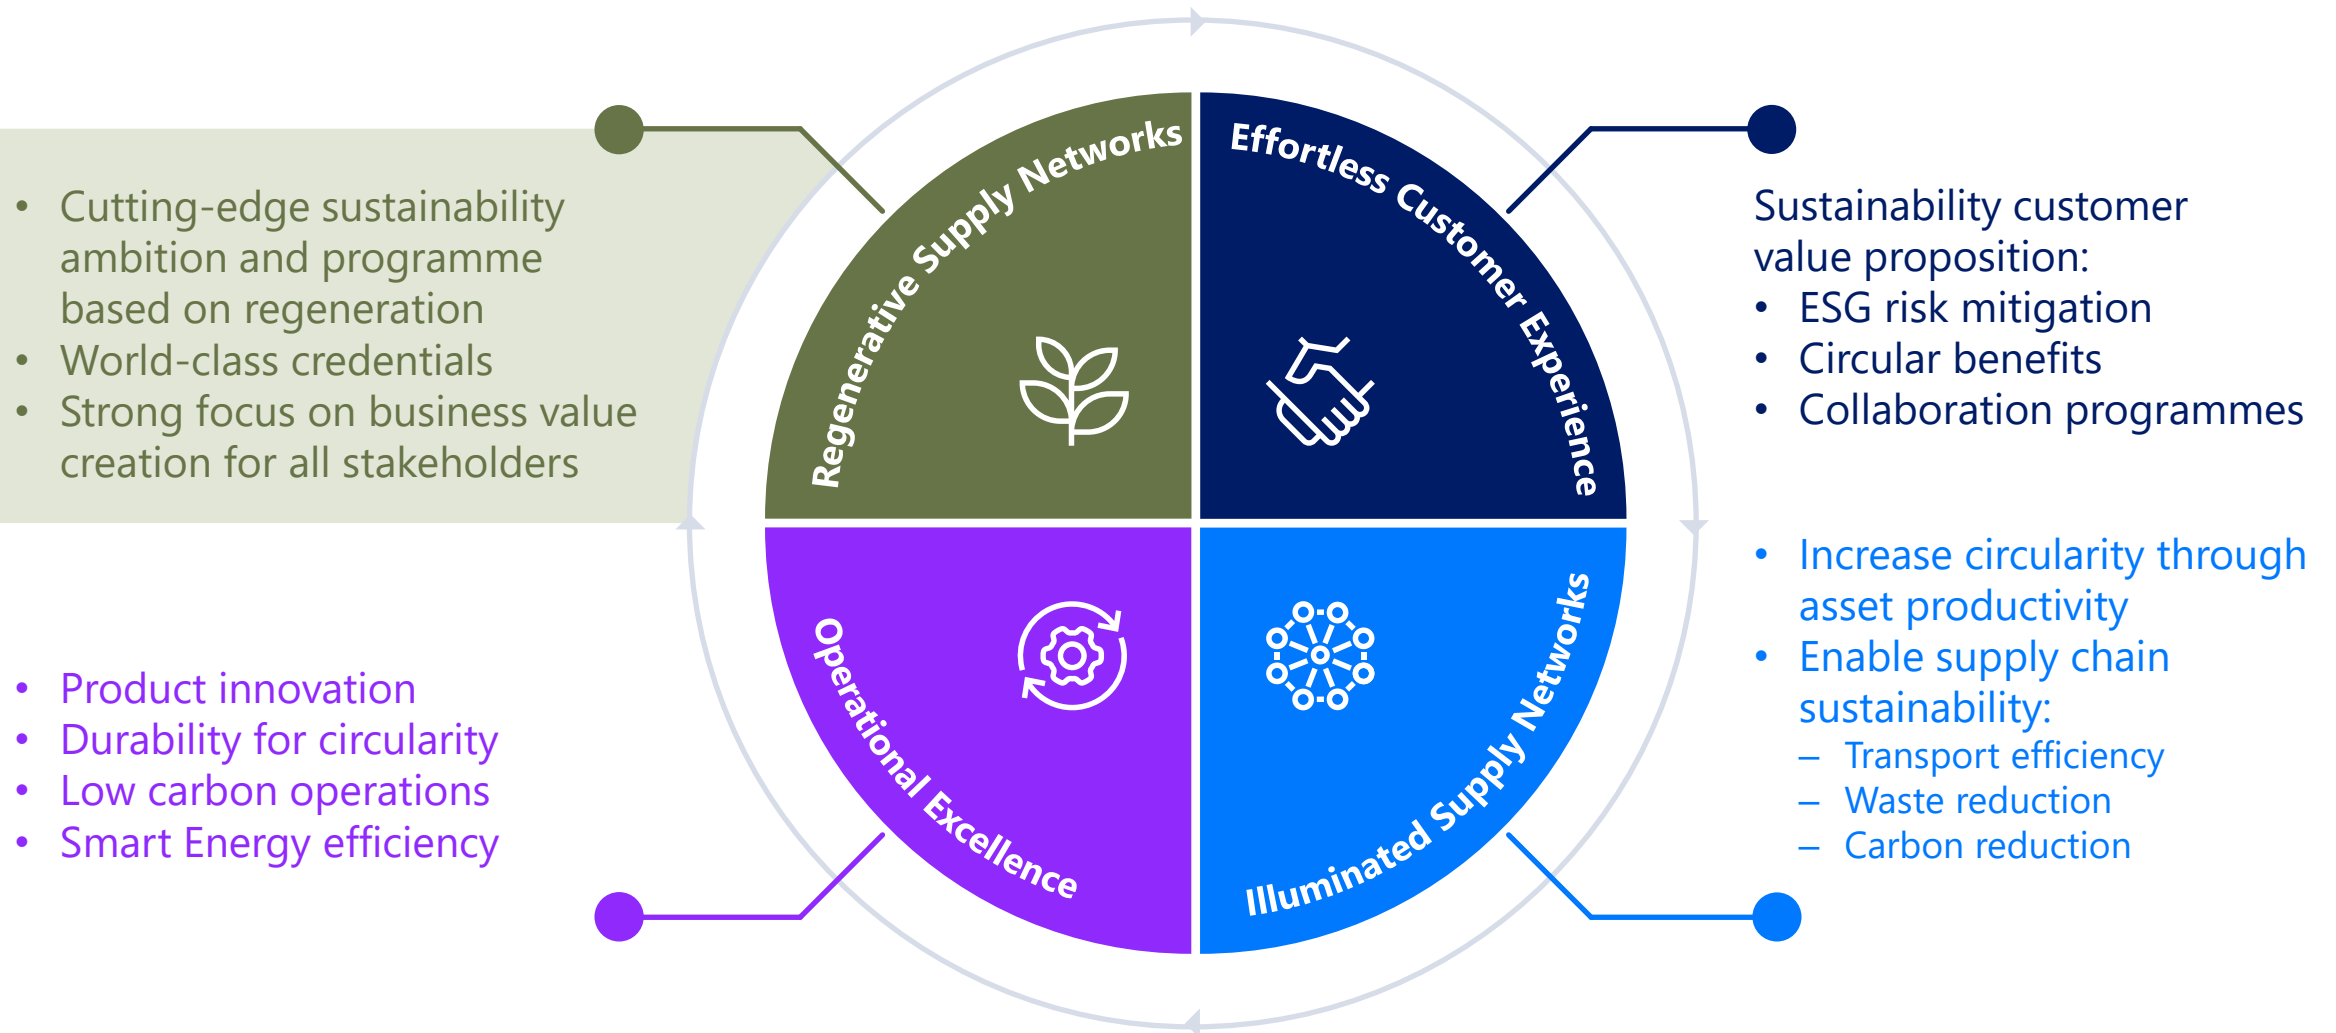 Regenerative Supply Networks
• Cutting-edge sustainability
ambition and programme
based on regeneration
• World-class credentials
• Strong focus on business value
creation for all stakeholders
Effortless Customer Experience
Sustainability customer
value proposition:
• ESG risk mitigation
• Circular benefits
• Collaboration programmes
Operational Excellence
• Product innovation
• Durability for circularity
• Low carbon operations
• Smart Energy efficiency
Illuminated Supply Networks
• Increase circularity through
asset productivity
• Enable supply chain
sustainability:
– Transport efficiency
– Waste reduction
– Carbon reduction